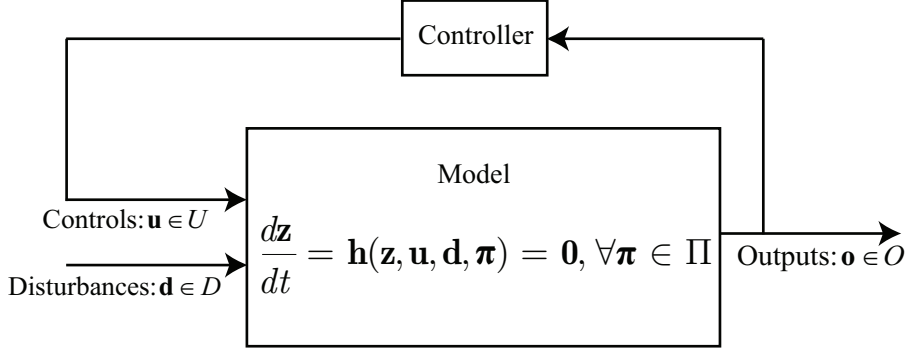 Controller
Model
Controls: u ∈ U
dz/dt = h(z, u, d, π) = 0, ∀π ∈ Π
Outputs: o ∈ O
Disturbances: d ∈ D